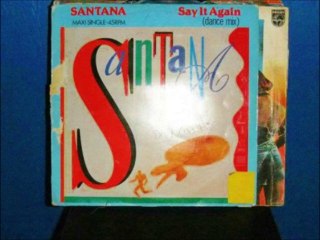 SANTANA Say It Again
MAXI SINGLE-45RPM (dance mix)
SANTANA